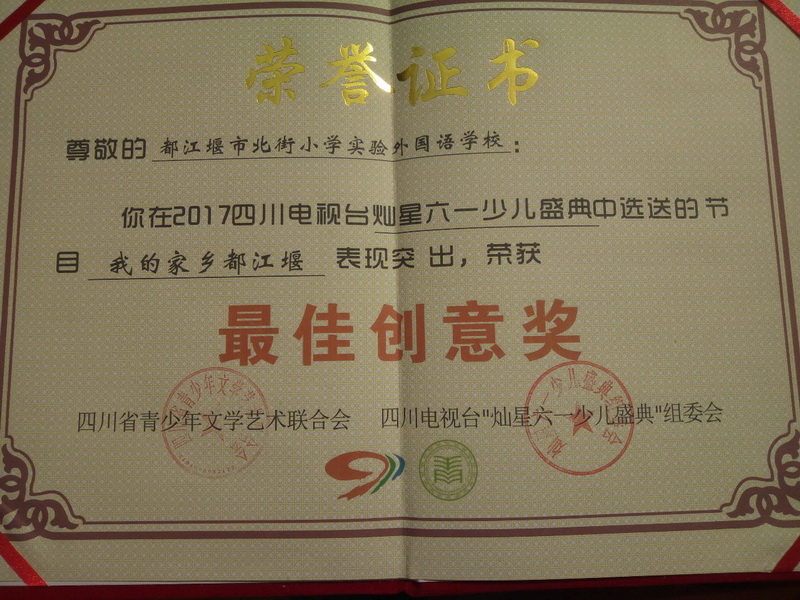 荣誉证书
尊敬的 都江堰市北街小学实验外国语学校：
你在2017四川电视台灿星六一少儿盛典中选送的节
目 我的家乡都江堰 表现突出，荣获
最佳创意奖
四川省青少年文学艺术联合会 四川电视台"灿星六一少儿盛典"组委会